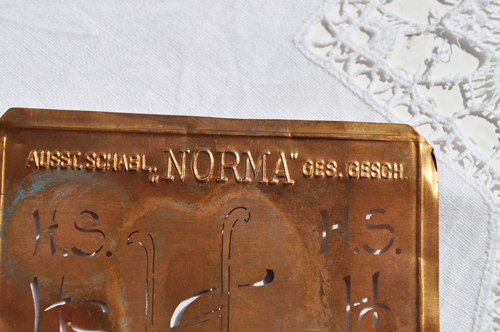 AUSST.SCHABL. „NORMA" GES.GESCH.
H.S. H.S.